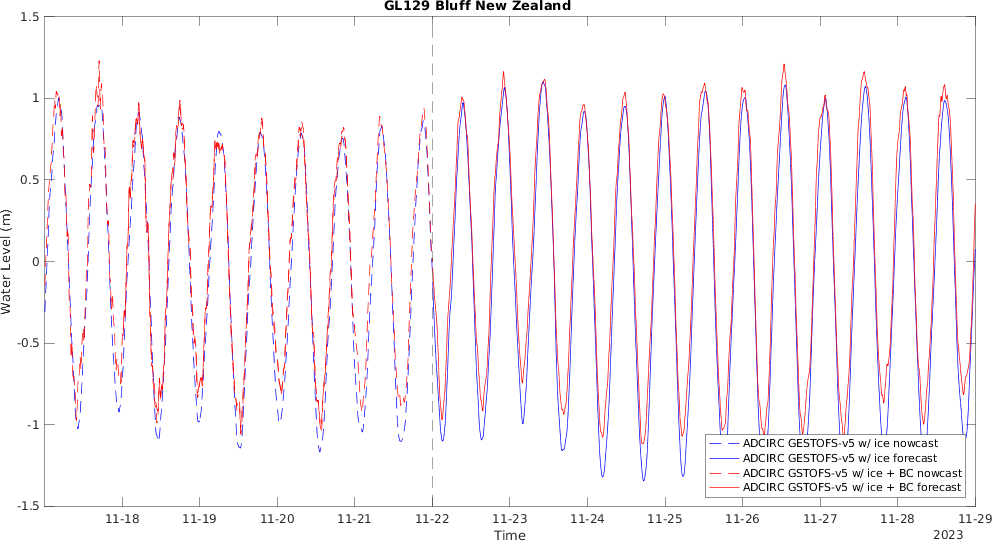 GL129 Bluff New Zealand
1.5
1
0.5
0
-0.5
-1
-1.5
Water Level (m)
11-18 11-19 11-20 11-21 11-22 11-23 11-24 11-25 11-26 11-27 11-28 11-29
Time
2023
ADCIRC GESTOFS-v5 w/ ice nowcast
ADCIRC GESTOFS-v5 w/ ice forecast
ADCIRC GSTOFS-v5 w/ ice + BC nowcast
ADCIRC GSTOFS-v5 w/ ice + BC forecast